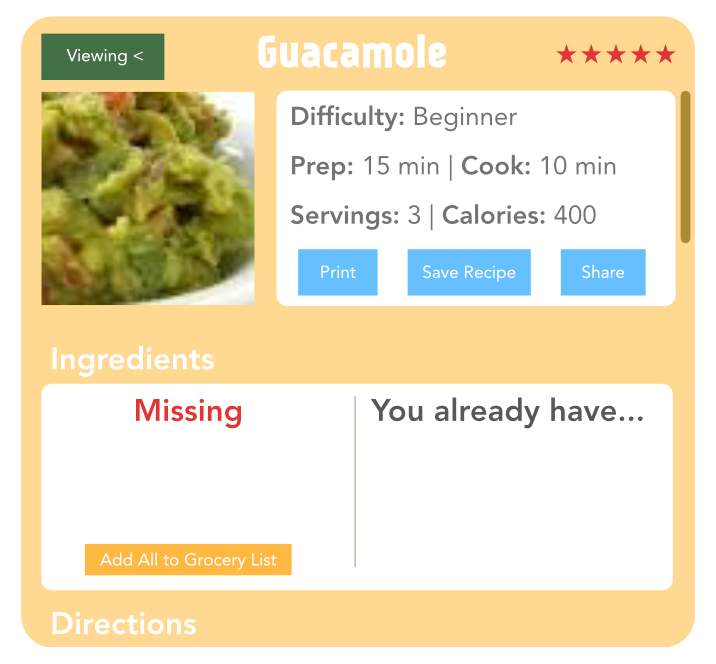 Viewing <
Guacamole
★★★★★
Difficulty: Beginner
Prep: 15 min | Cook: 10 min
Servings: 3 | Calories: 400
Print
Save Recipe
Share
Ingredients
Missing
You already have...
Add All to Grocery List
Directions